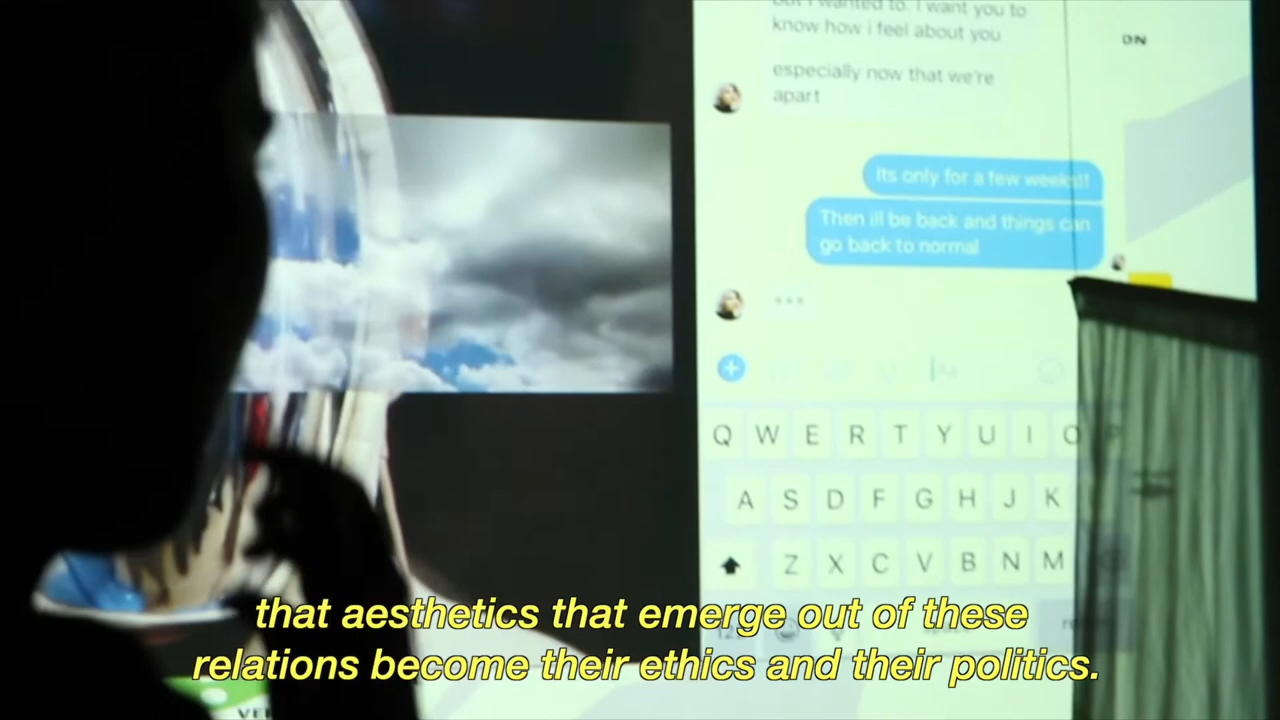 but I wanted to. I want you to
know how i feel about you
especially now that we're
apart
ON
Its only for a few weeks!!
Then ill be back and things can
go back to normal
Aa
Q W E R T Y U I O P
A S D F G H J K
Z X C V B N M
that aesthetics that emerge out of these
relations become their ethics and their politics.